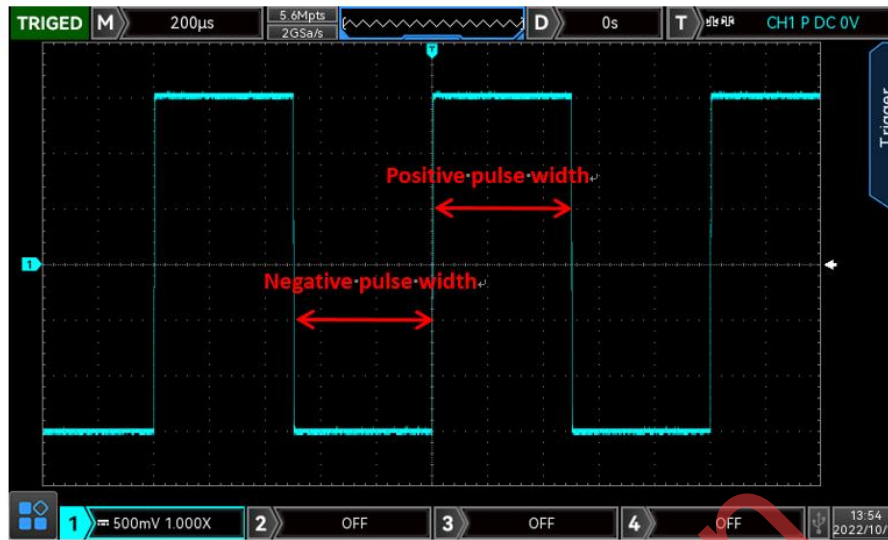 TRIGED M 200μs 5.6Mpts D 0s T CH1 P DC 0V
2GSa/s
T
Trigger
Positive·pulse·width↵
1
Negative·pulse·width↵
1 500mV 1.000X 2 OFF 3 OFF 4 OFF 13:54
2022/10/